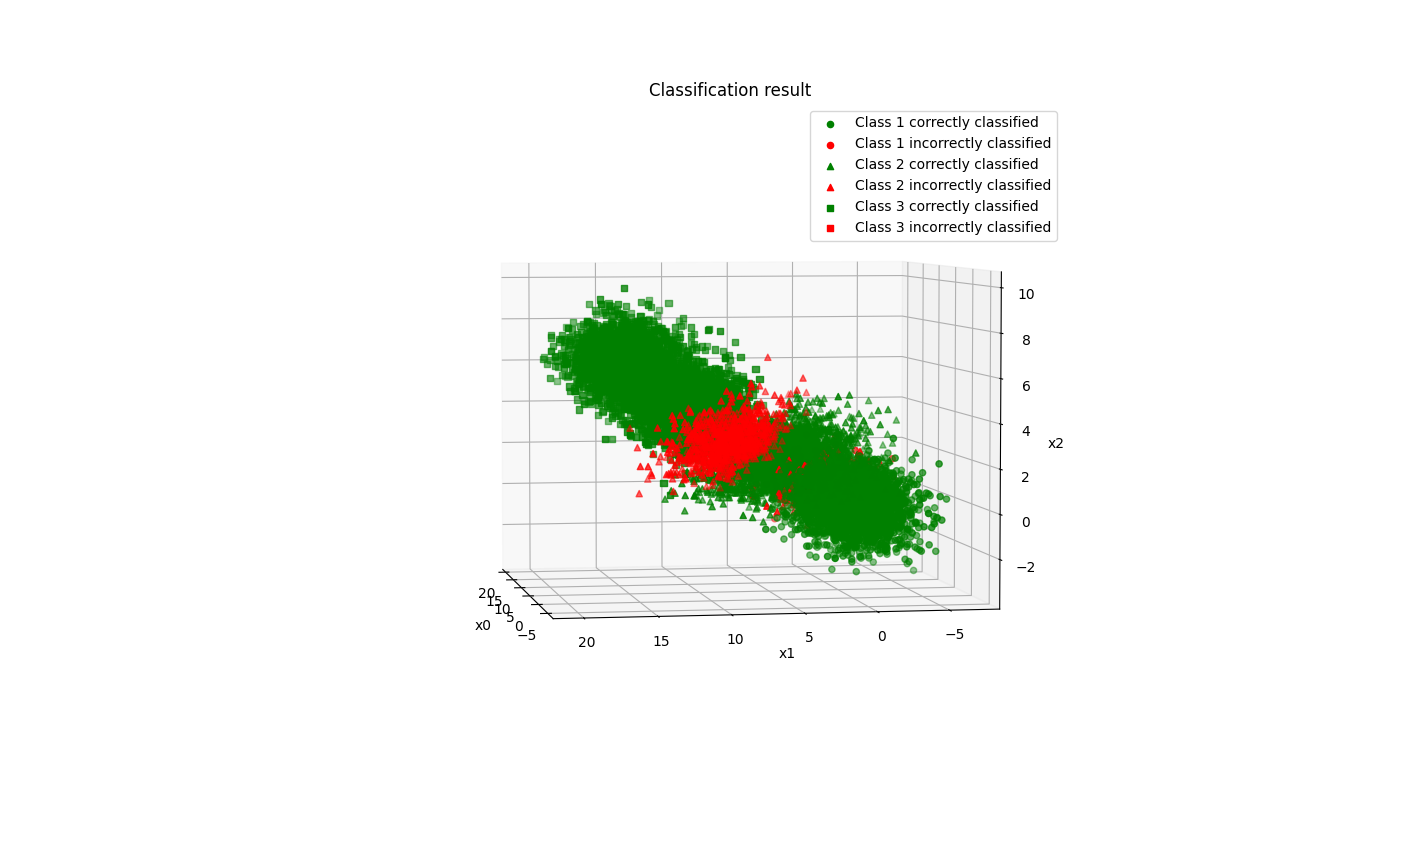 Classification result
Class 1 correctly classified
Class 1 incorrectly classified
Class 2 correctly classified
Class 2 incorrectly classified
Class 3 correctly classified
Class 3 incorrectly classified
10
8
6
4
x2
2
0
−2
20
15
10
5
0
−5
x0
20
15
10
5
0
−5
x1